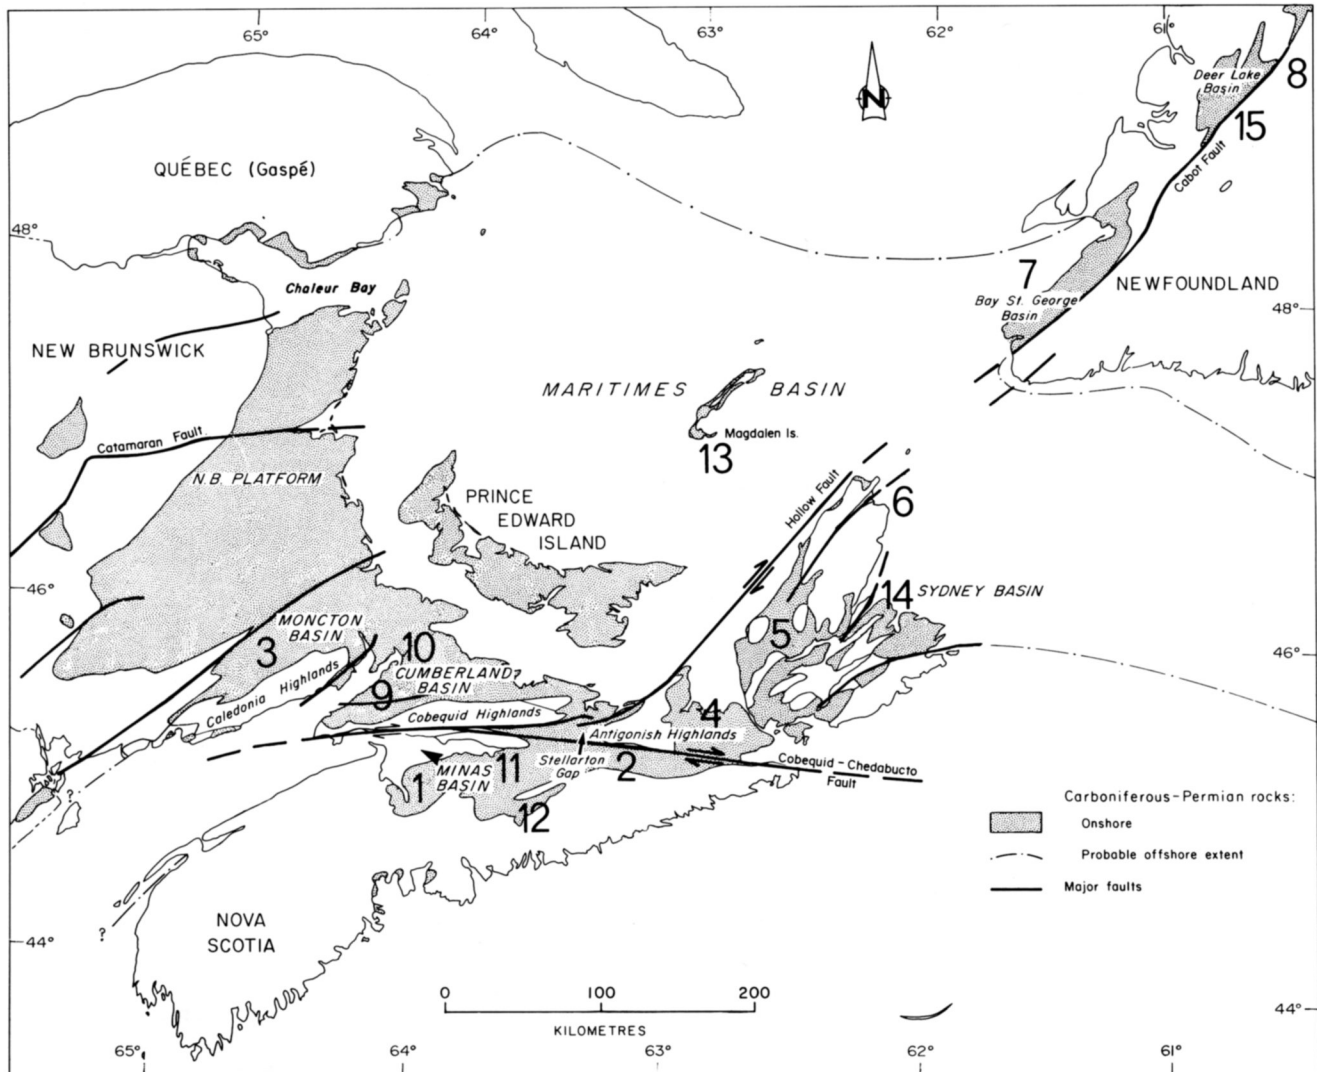 65°
64°
63°
62°
61°
N
8
Deer Lake
Basin
15
Cabot Fault
QUÉBEC (Gaspé)
48°
Chaleur Bay
7
NEWFOUNDLAND
Bay St. George
Basin
48°
NEW BRUNSWICK
MARITIMES BASIN
Magdalen Is.
13
Catamaran Fault
N.B. PLATFORM
PRINCE
EDWARD
ISLAND
Hollow Fault
6
46°
14
SYDNEY BASIN
MONCTON
BASIN
3
10
5
46°
CUMBERLAND?
BASIN
9
Caledonia Highlands
Cobequid Highlands
4
Antigonish Highlands
Stellarton
Gap
MINAS
BASIN
11
2
1
12
Cobequid-Chedabucto
Fault
?
Carboniferous-Permian rocks:
Onshore
Probable offshore extent
Major faults
?
NOVA
SCOTIA
44°
44°
0 100 200
KILOMETRES
65°
64°
63°
62°
61°